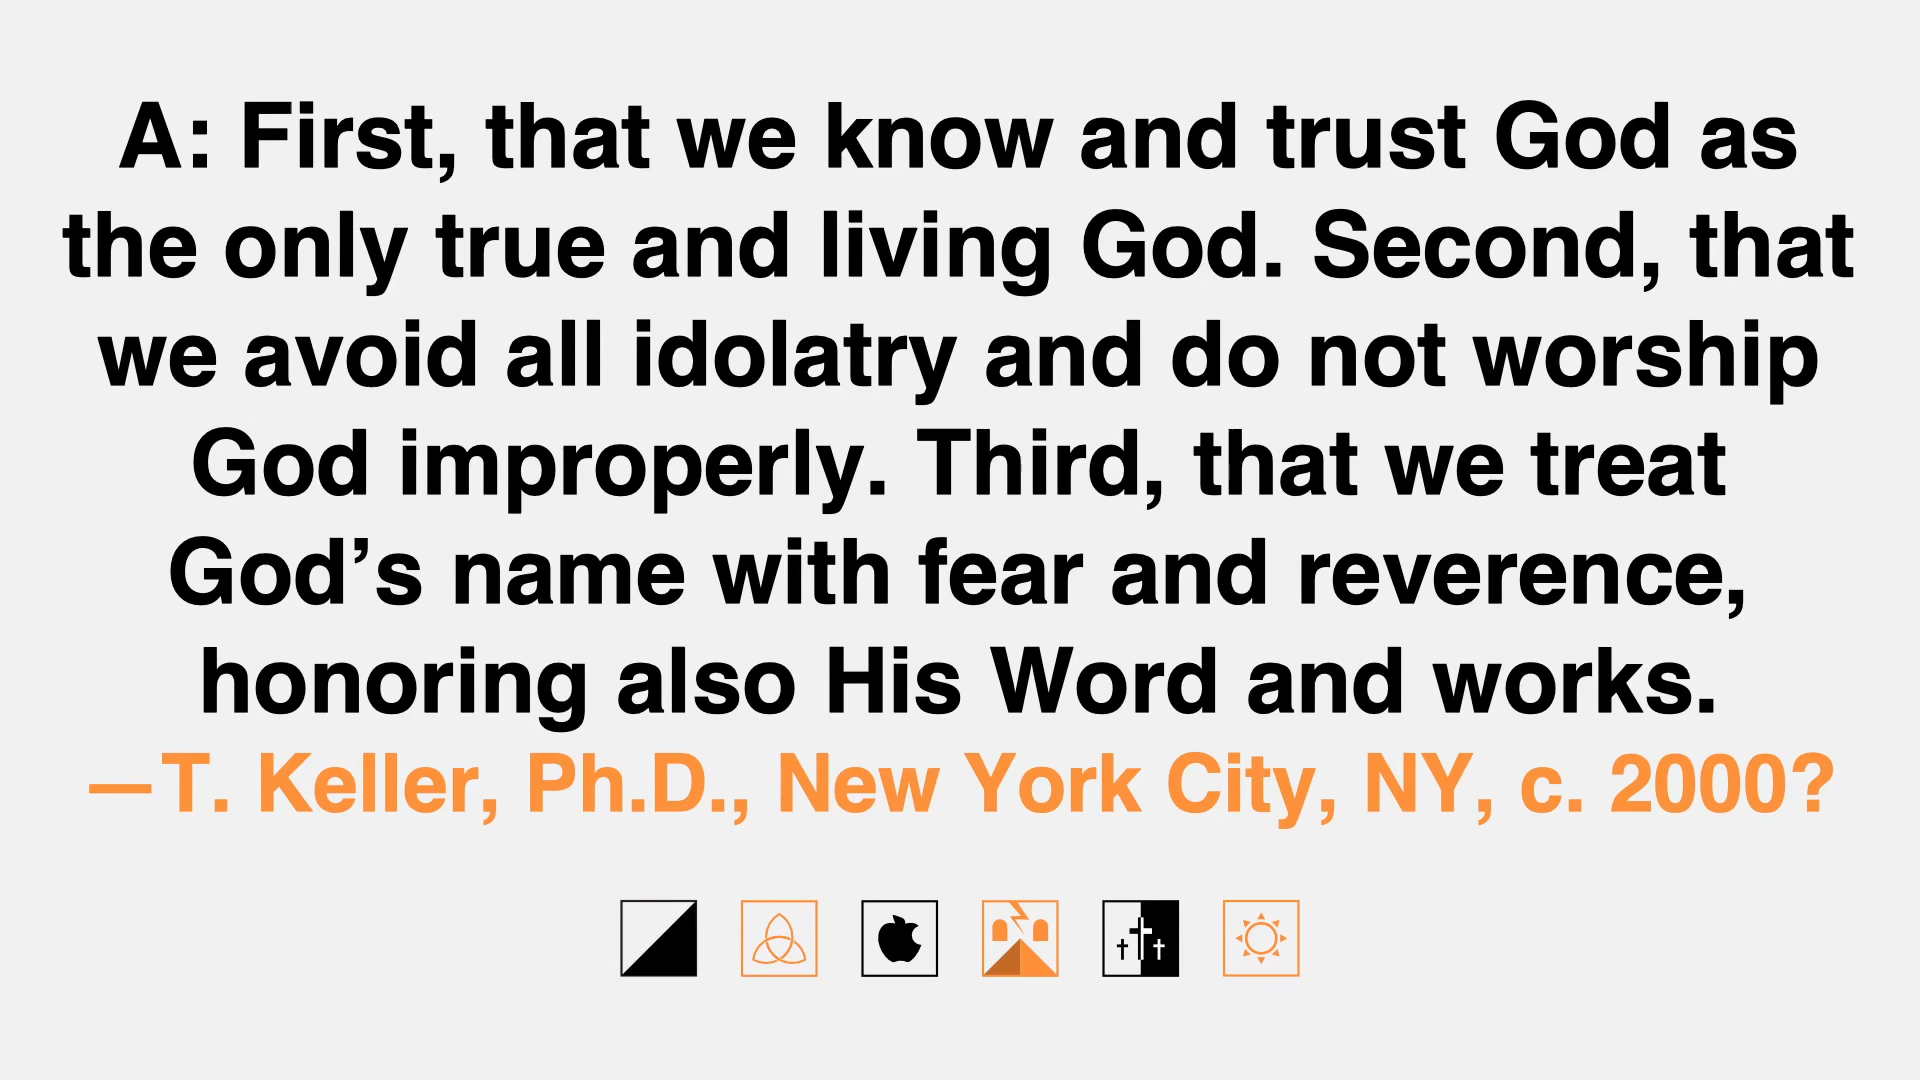 A: First, that we know and trust God as
the only true and living God. Second, that
we avoid all idolatry and do not worship
God improperly. Third, that we treat
God’s name with fear and reverence,
honoring also His Word and works.
—T. Keller, Ph.D., New York City, NY, c. 2000?